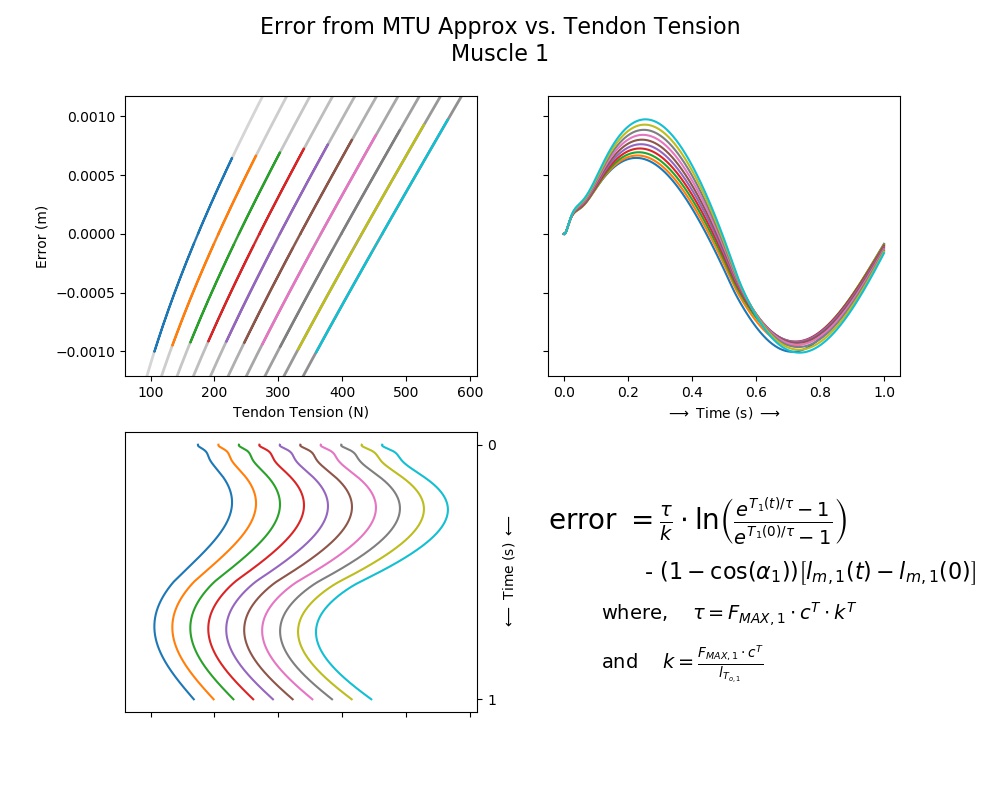 Error from MTU Approx vs. Tendon Tension
Muscle 1
0.0010
0.0005
0.0000
−0.0005
−0.0010
Error (m)
100 200 300 400 500 600
Tendon Tension (N)
0.0 0.2 0.4 0.6 0.8 1.0
⟶ Time (s) ⟶
0
1
⟵ Time (s) ⟵
error = τ/k · ln((e^{T_1(t)/τ} − 1)/(e^{T_1(0)/τ} − 1))
- (1 − cos(α_1))[l_{m,1}(t) − l_{m,1}(0)]
where, τ = F_{MAX,1} · c^T · k^T
and k = F_{MAX,1} · c^T / l_{T_{o,1}}